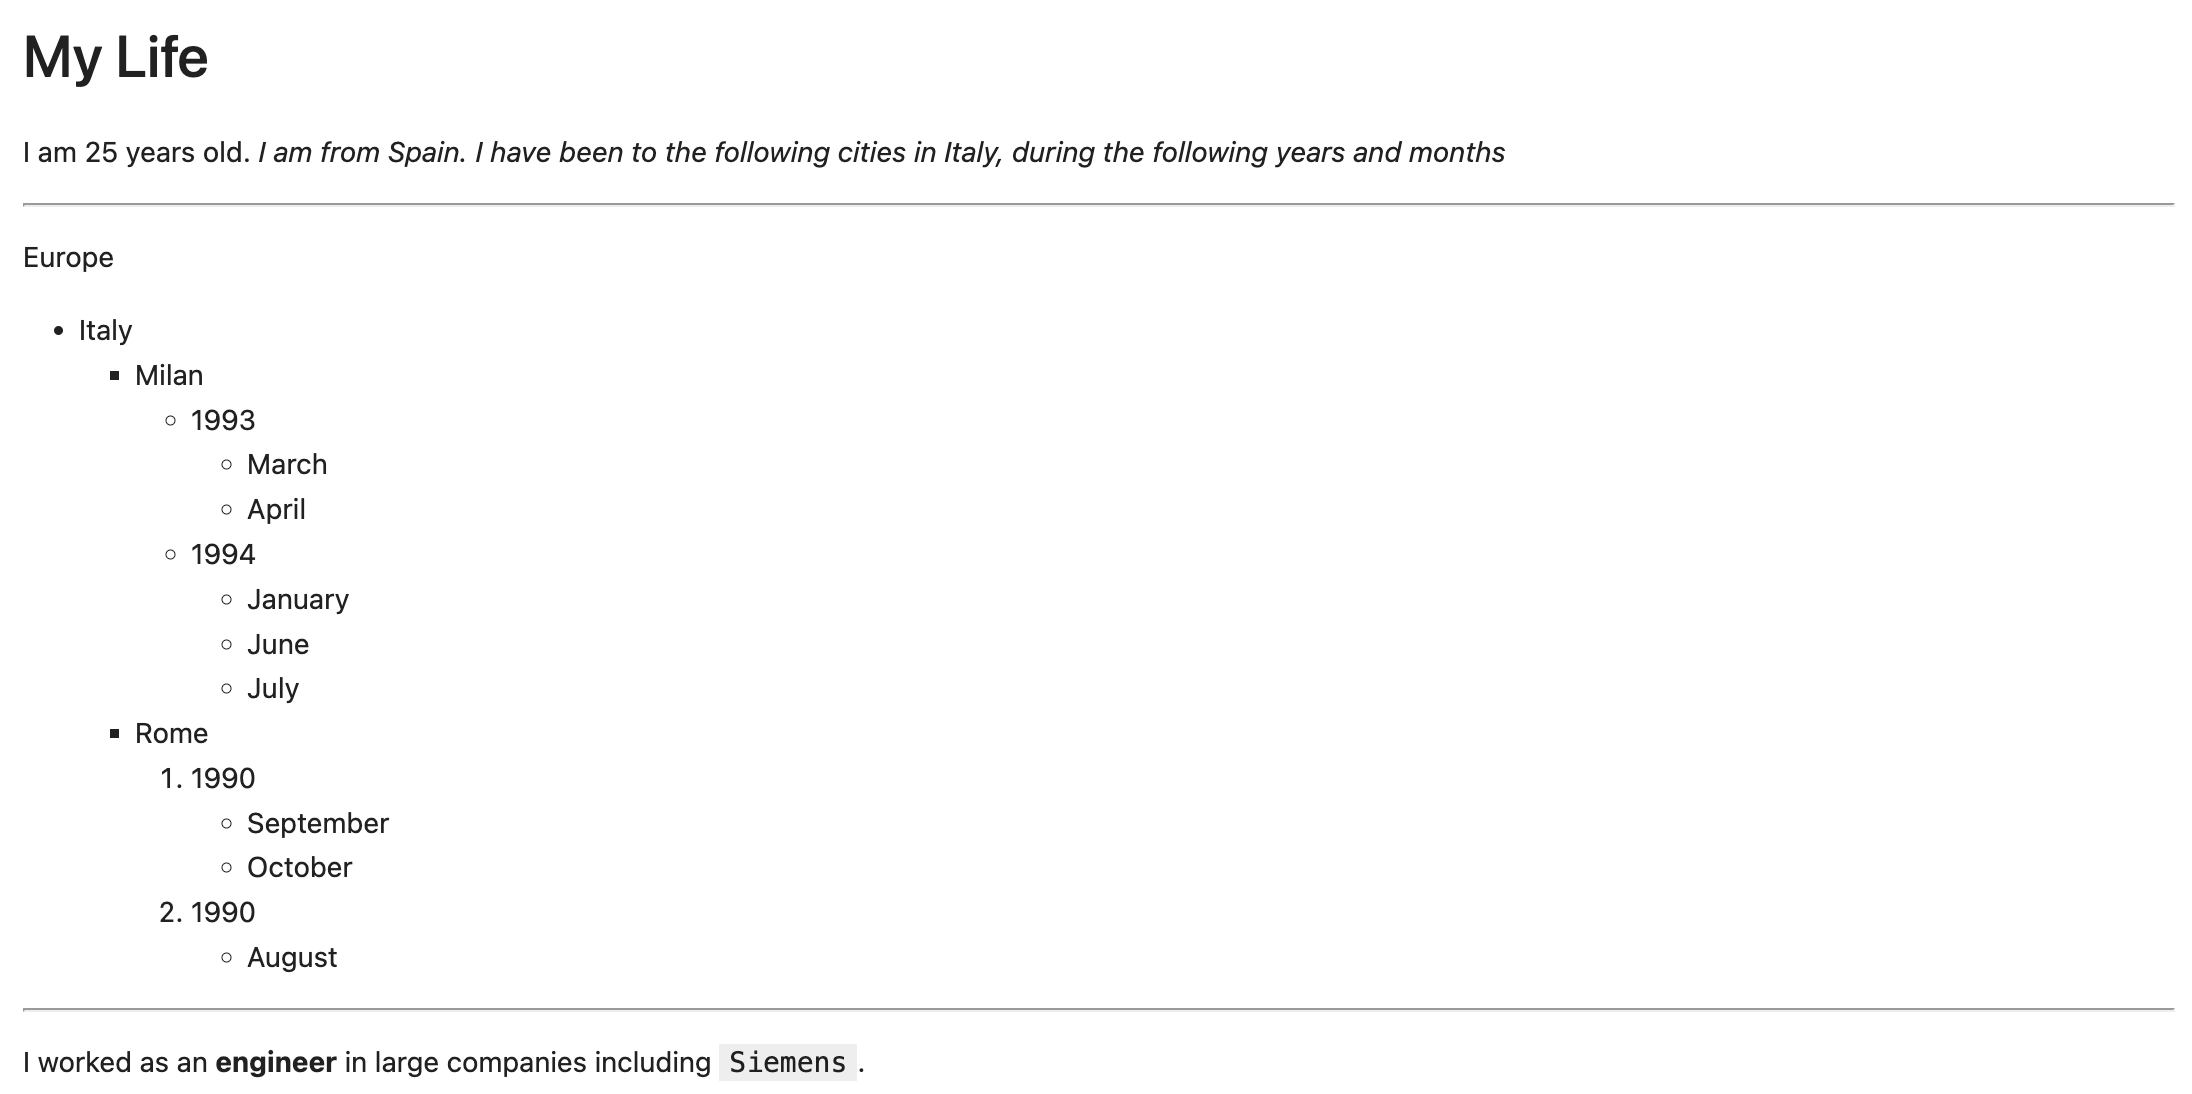 My Life
I am 25 years old. I am from Spain. I have been to the following cities in Italy, during the following years and months
Europe
• Italy
▪ Milan
◦ 1993
◦ March
◦ April
◦ 1994
◦ January
◦ June
◦ July
▪ Rome
1. 1990
◦ September
◦ October
2. 1990
◦ August
I worked as an engineer in large companies including Siemens.